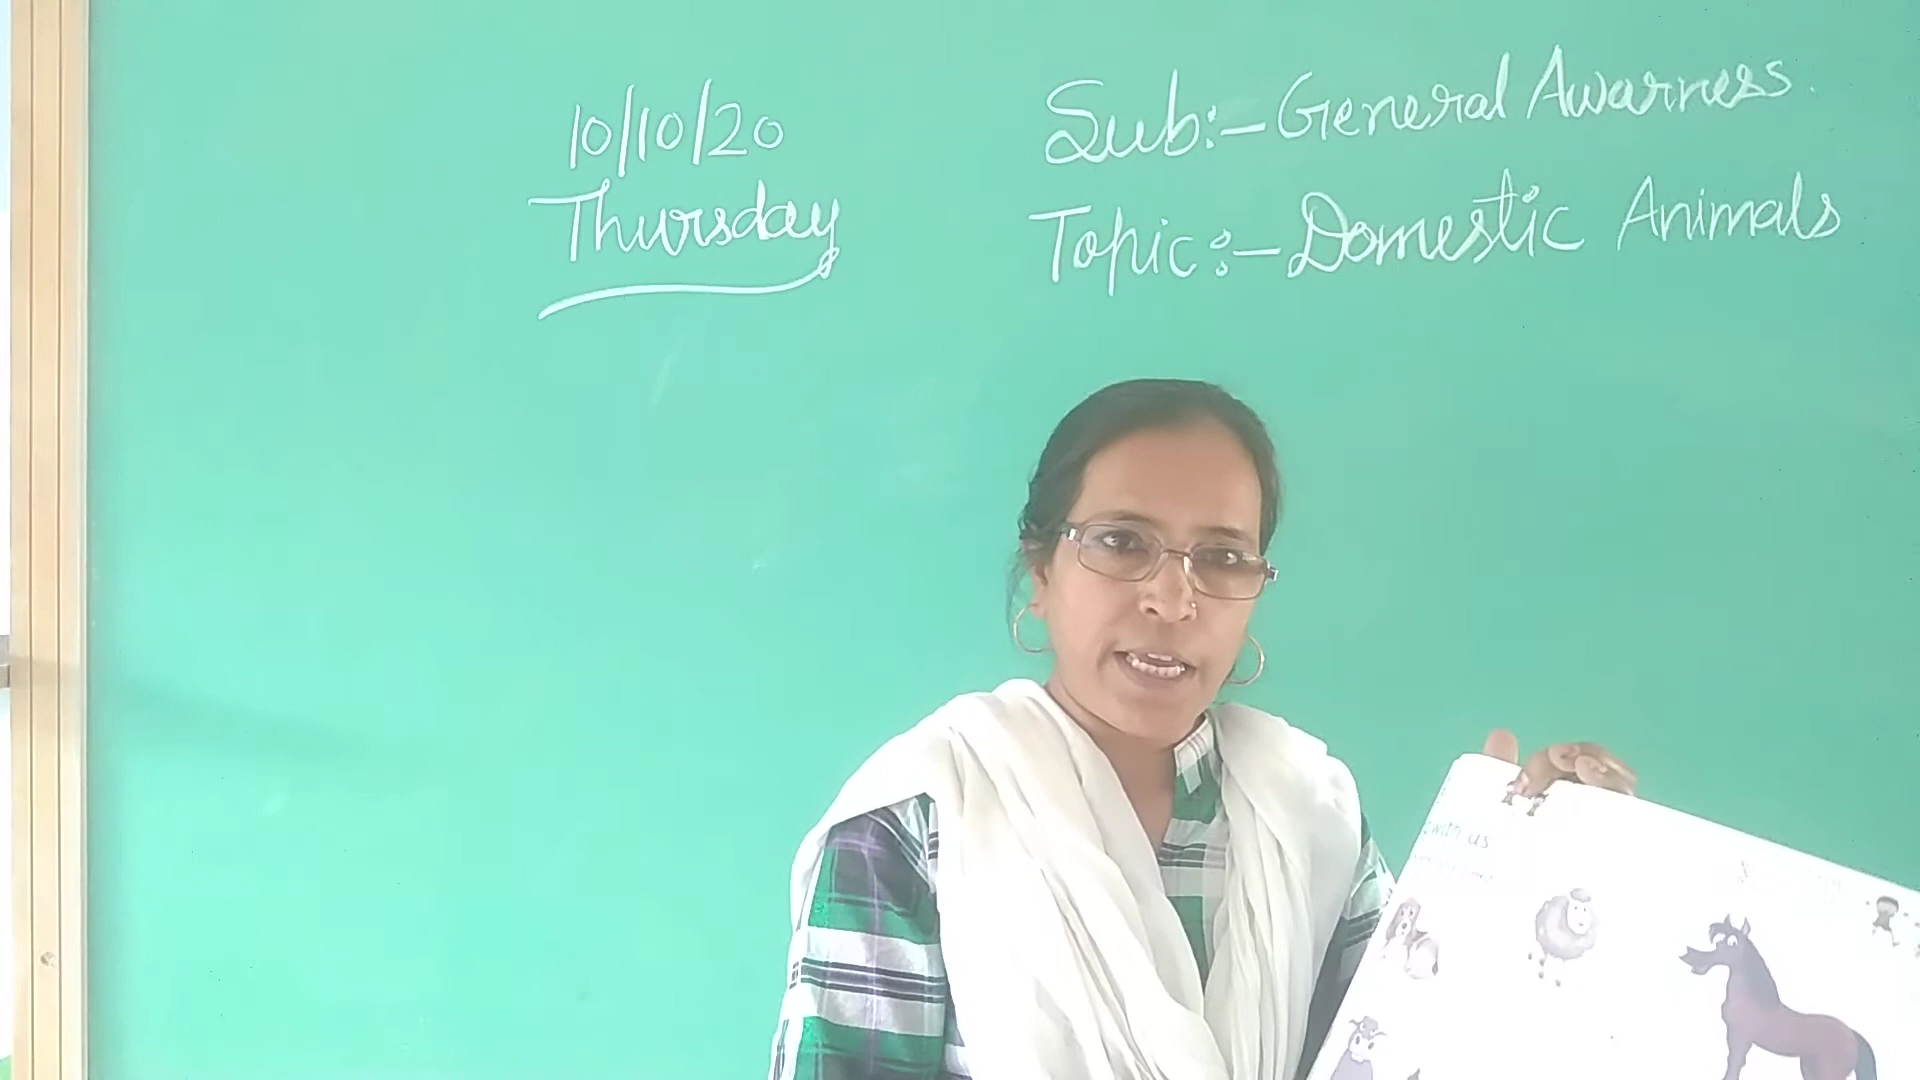 10/10/20
Thursday
Sub:- General Awarness.
Topic:- Domestic Animals
with us